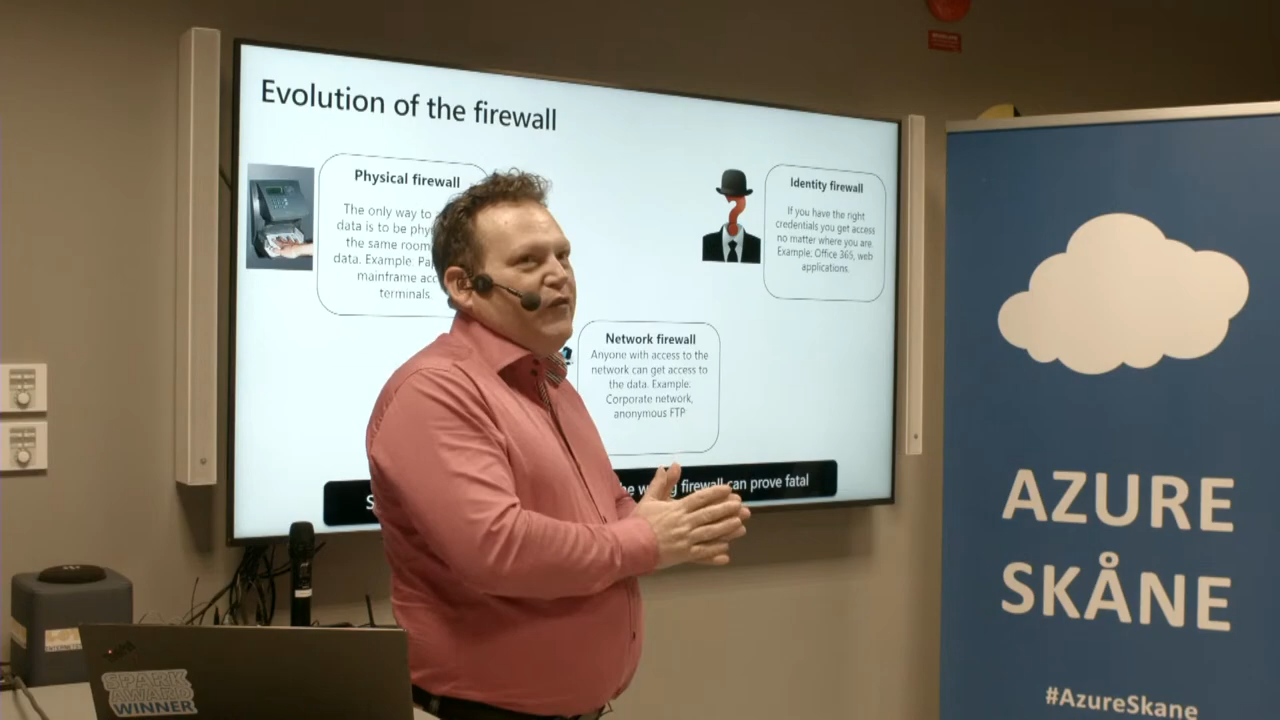 Evolution of the firewall
Physical firewall
The only way to
data is to be
the same room
data. Example:
mainframe
terminals.
Identity firewall
If you have the right
credentials you get access
no matter where you are.
Example: Office 365, web
applications.
Network firewall
Anyone with access to the
network can get access to
the data. Example:
Corporate network,
anonymous FTP
firewall can prove fatal
AZURE
SKÅNE
#AzureSkane
SPARK
AWARD
WINNER